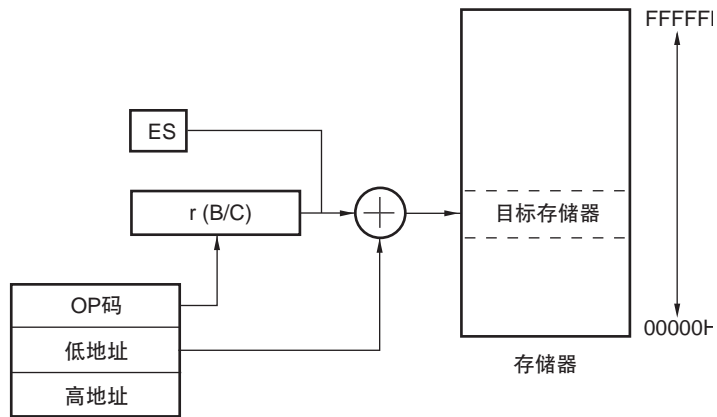 FFFFFH
ES
r (B/C)
目标存储器
OP码
低地址
高地址
00000H
存储器